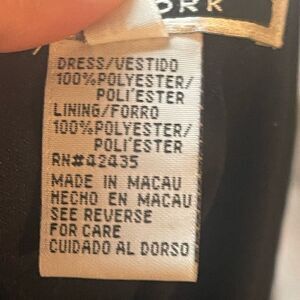 ORK
DRESS/VESTIDO
100%POLYESTER/
POLI'ESTER
LINING/FORRO
100%POLYESTER/
POLI'ESTER
RN#42435
MADE IN MACAU
HECHO EN MACAU
SEE REVERSE
FOR CARE
CUIDADO AL DORSO